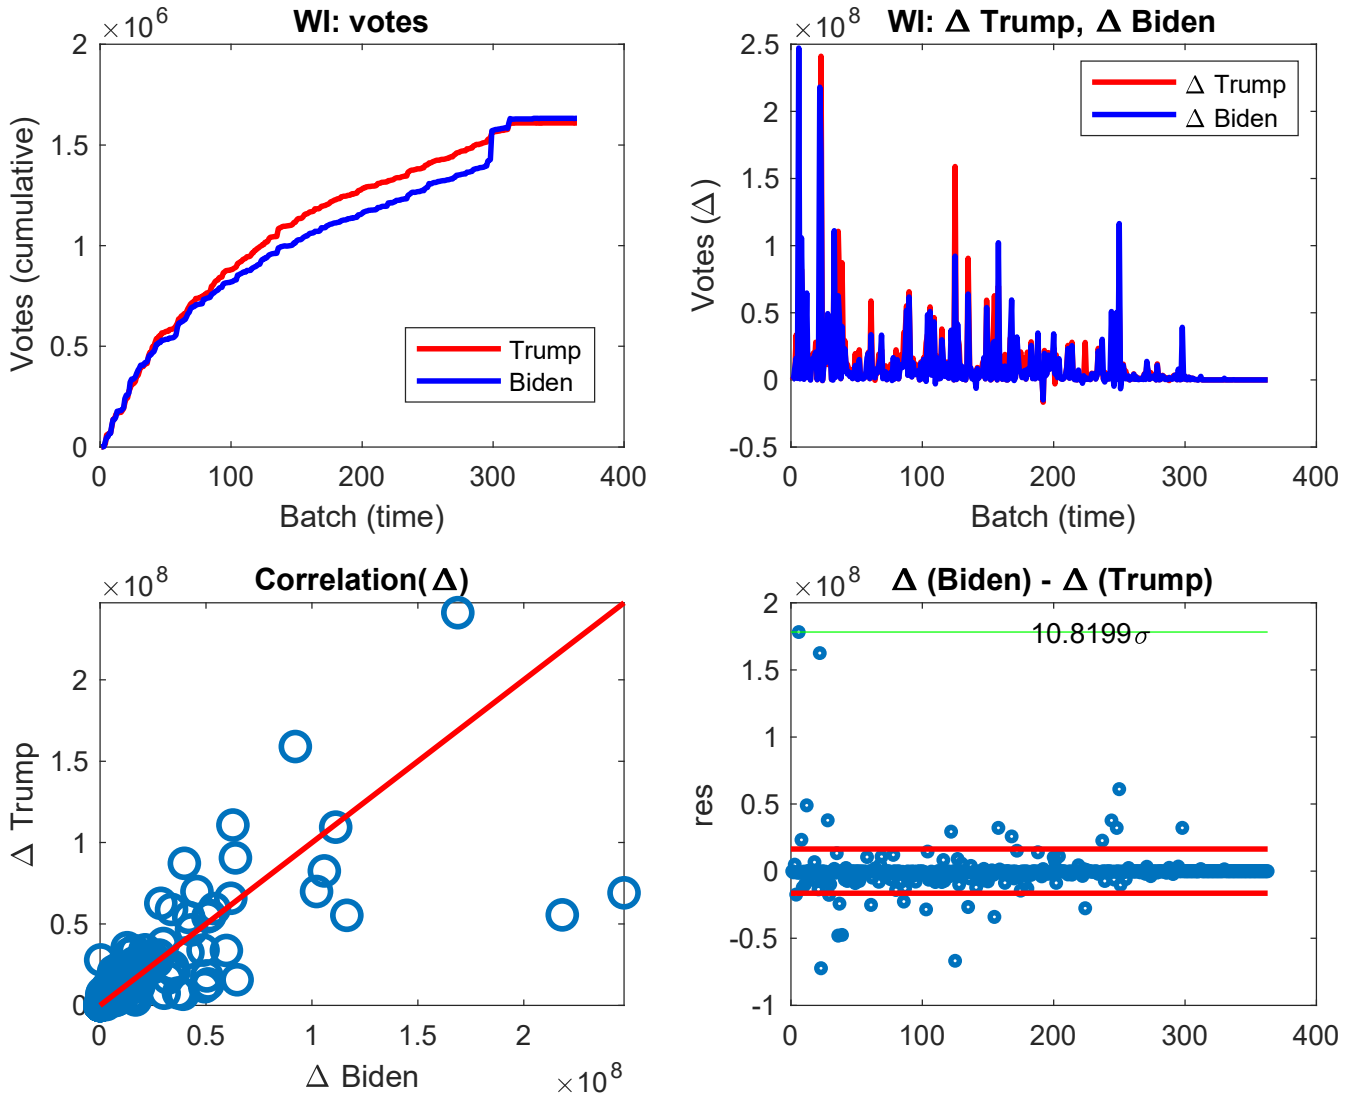 WI: votes
×10^6
2
1.5
1
0.5
0
0 100 200 300 400
Votes (cumulative)
Batch (time)
Trump
Biden
WI: Δ Trump, Δ Biden
×10^8
2.5
2
1.5
1
0.5
0
-0.5
0 100 200 300 400
Votes (Δ)
Batch (time)
Δ Trump
Δ Biden
Correlation(Δ)
×10^8
2
1.5
1
0.5
0
0 0.5 1 1.5 2
Δ Trump
Δ Biden
×10^8
Δ (Biden) - Δ (Trump)
×10^8
2
1.5
1
0.5
0
-0.5
-1
0 100 200 300 400
res
10.8199σ